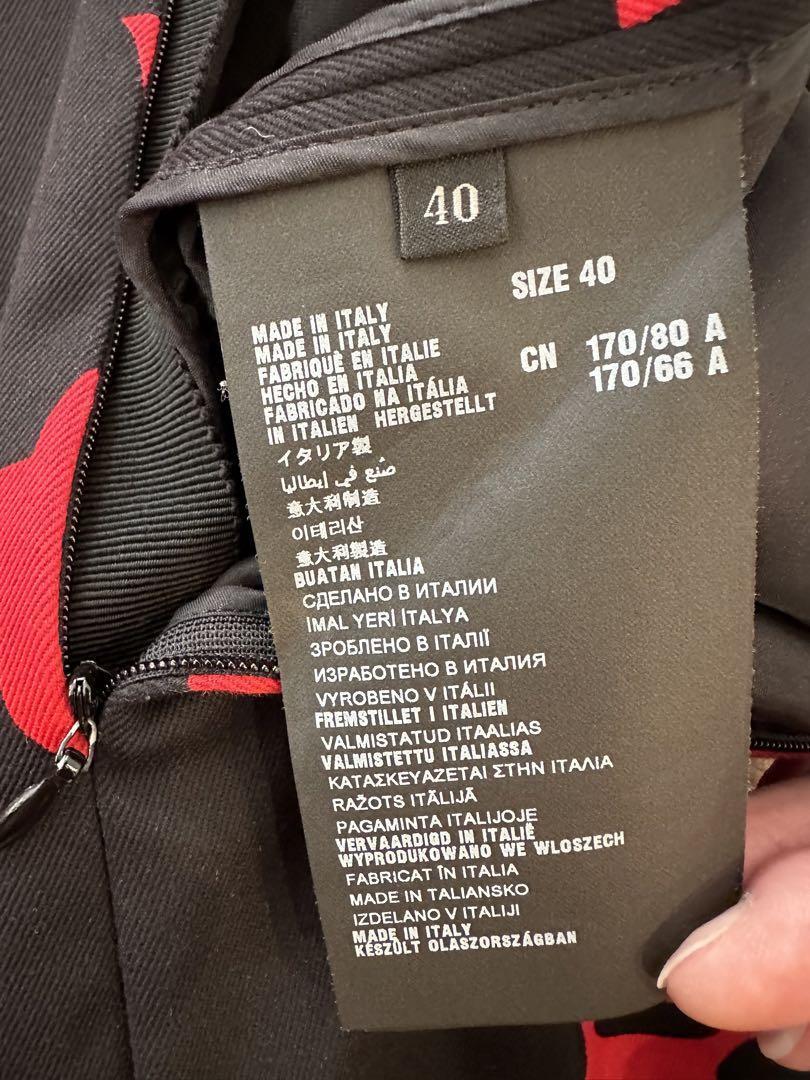 40
SIZE 40
CN 170/80 A
170/66 A
MADE IN ITALY
MADE IN ITALY
FABRIQUÈ EN ITALIE
HECHO EN ITALIA
FABRICADO NA ITÁLIA
IN ITALIEN HERGESTELLT
イタリア製
صُنع في إيطاليا
意大利制造
이태리산
意大利製造
BUATAN ITALIA
СДЕЛАНО В ИТАЛИИ
İMAL YERİ İTALYA
ЗРОБЛЕНО В ІТАЛІЇ
ИЗРАБОТЕНО В ИТАЛИЯ
VYROBENO V ITÁLII
FREMSTILLET I ITALIEN
VALMISTATUD ITAALIAS
VALMISTETTU ITALIASSA
ΚΑΤΑΣΚΕΥΑΖΕΤΑΙ ΣΤΗΝ ΙΤΑΛΙΑ
RAŽOTS ITĀLIJĀ
PAGAMINTA ITALIJOJE
VERVAARDIGD IN ITALIË
WYPRODUKOWANO WE WLOSZECH
FABRICAT ÎN ITALIA
MADE IN TALIANSKO
IZDELANO V ITALIJI
MADE IN ITALY
KÉSZÜLT OLASZORSZÁGBAN